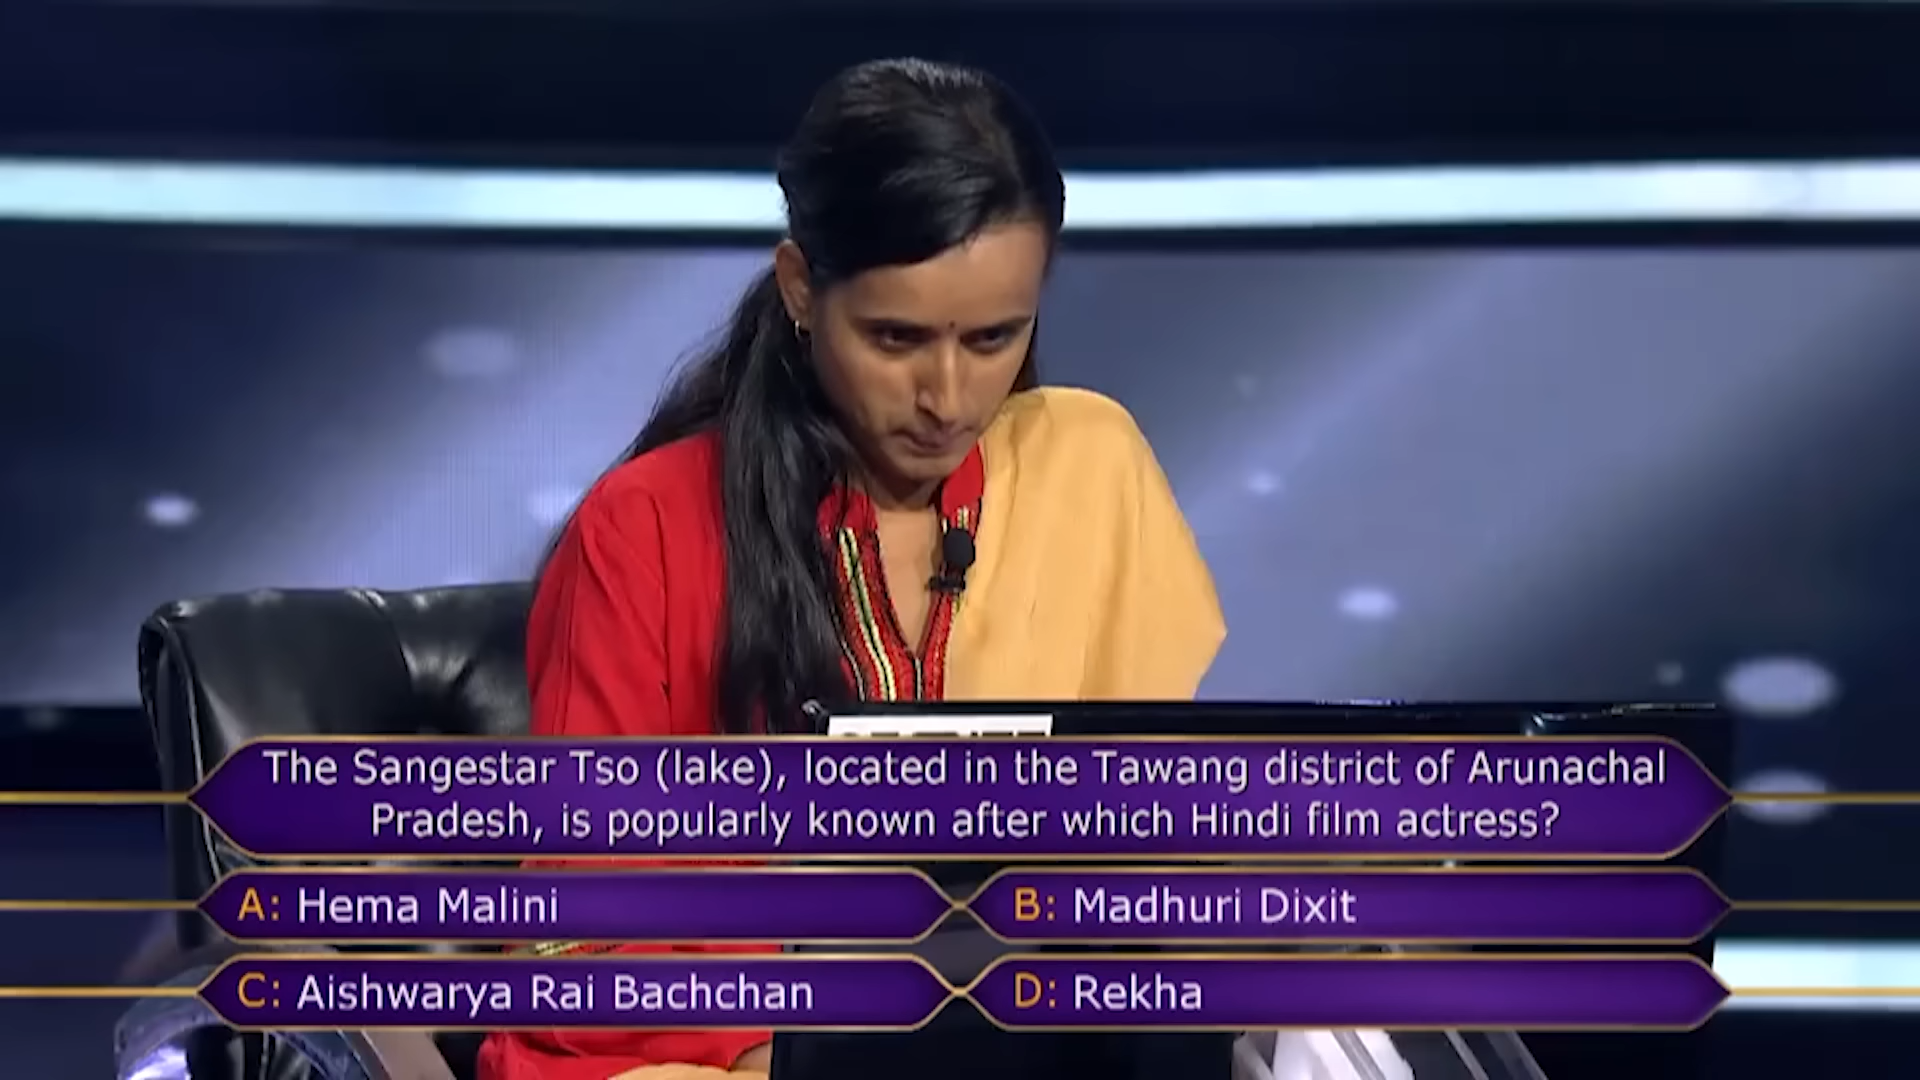 The Sangestar Tso (lake), located in the Tawang district of Arunachal
Pradesh, is popularly known after which Hindi film actress?
A: Hema Malini
B: Madhuri Dixit
C: Aishwarya Rai Bachchan
D: Rekha